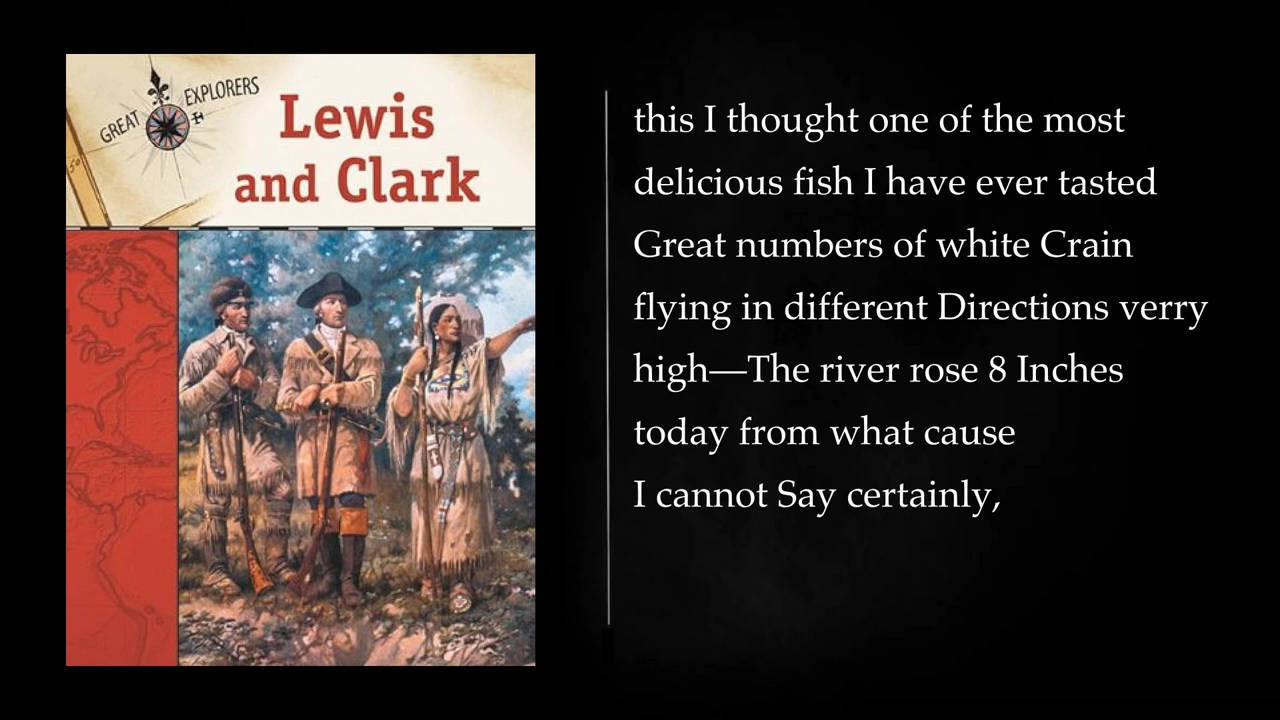 GREAT EXPLORERS
Lewis
and Clark
50
this I thought one of the most
delicious fish I have ever tasted
Great numbers of white Crain
flying in different Directions verry
high—The river rose 8 Inches
today from what cause
I cannot Say certainly,